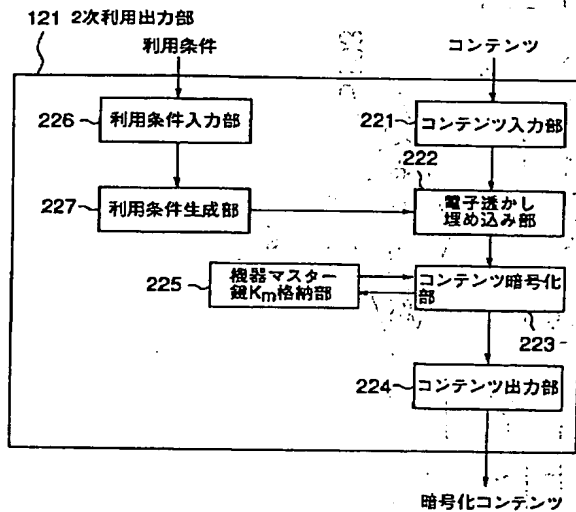 121 2次利用出力部
利用条件
コンテンツ
226
利用条件入力部
221
コンテンツ入力部
222
227
利用条件生成部
電子透かし
埋め込み部
225
機器マスター
鍵Km格納部
コンテンツ暗号化
部
223
224
コンテンツ出力部
暗号化コンテンツ